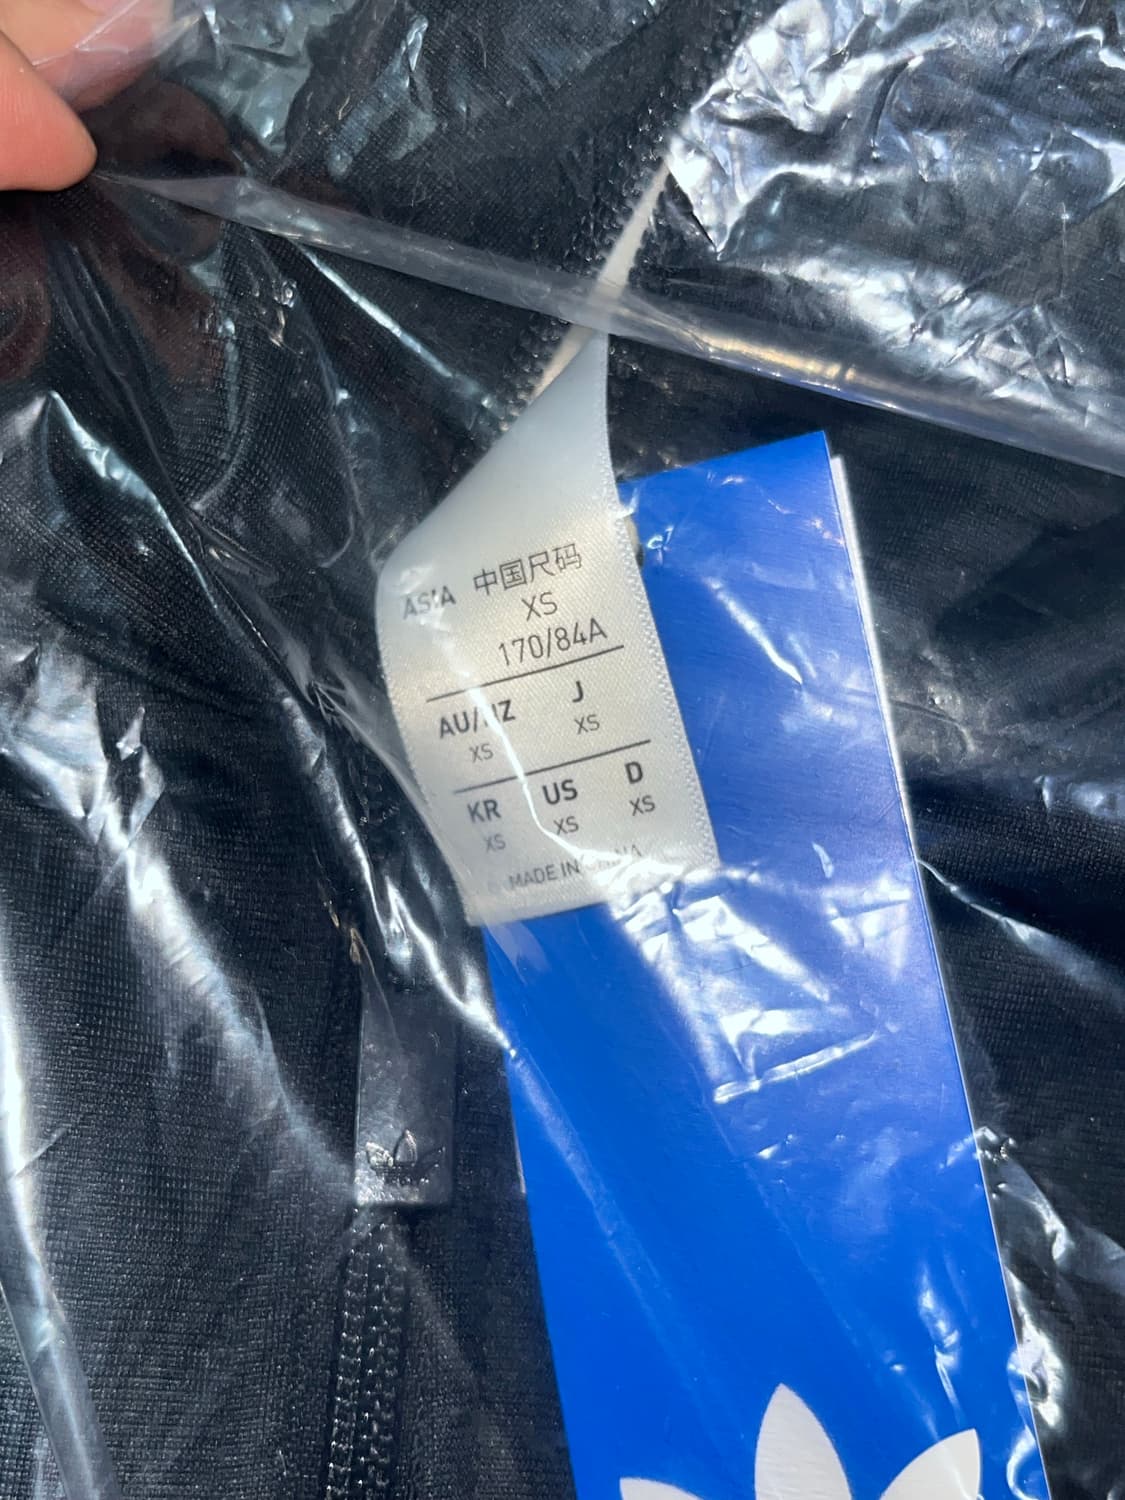 ASIA 中国尺码
XS
170/84A
AU/NZ J
XS XS
KR US D
XS XS XS
MADE IN CHINA